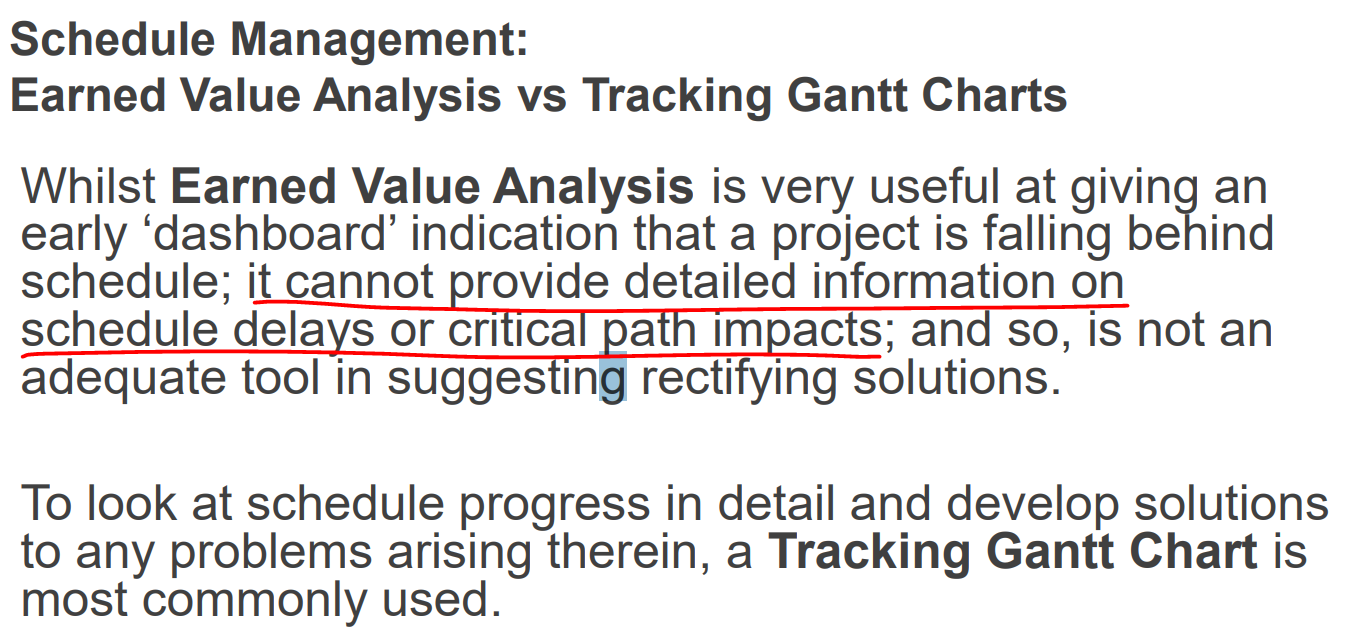 Schedule Management:
Earned Value Analysis vs Tracking Gantt Charts
Whilst Earned Value Analysis is very useful at giving an
early ‘dashboard’ indication that a project is falling behind
schedule; it cannot provide detailed information on
schedule delays or critical path impacts; and so, is not an
adequate tool in suggesting rectifying solutions.
To look at schedule progress in detail and develop solutions
to any problems arising therein, a Tracking Gantt Chart is
most commonly used.